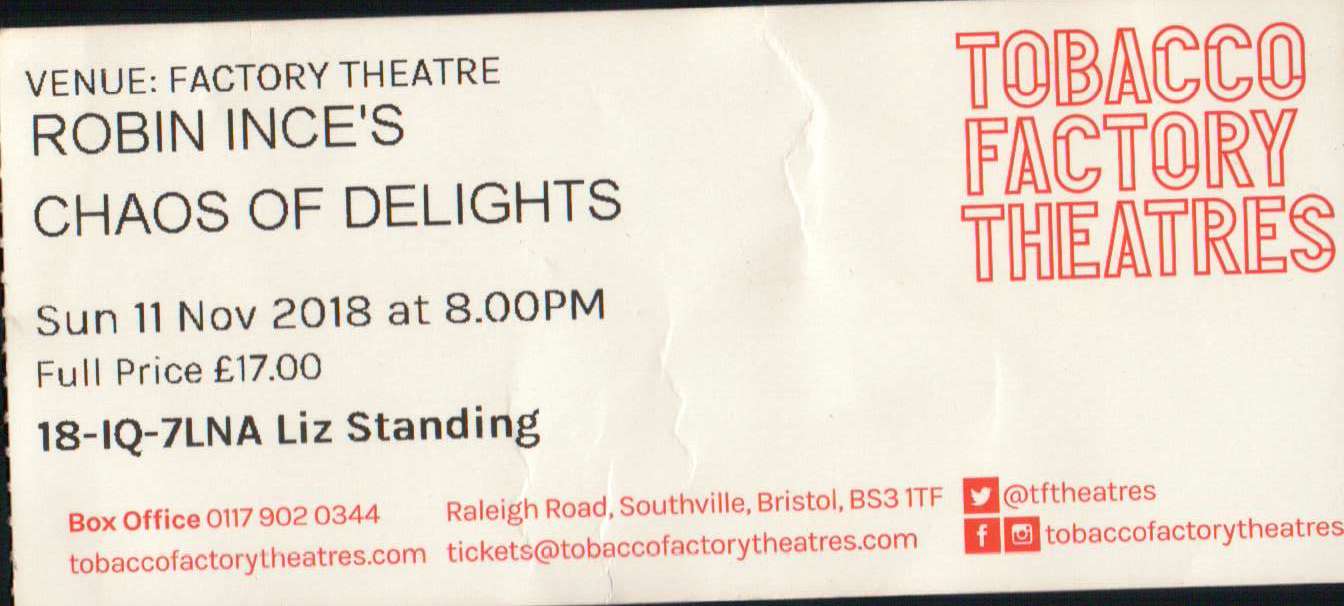 VENUE: FACTORY THEATRE
ROBIN INCE'S
CHAOS OF DELIGHTS
Sun 11 Nov 2018 at 8.00PM
Full Price £17.00
18-IQ-7LNA Liz Standing
TOBACCO
FACTORY
THEATRES
Box Office 0117 902 0344
tobaccofactorytheatres.com
Raleigh Road, Southville, Bristol, BS3 1TF
tickets@tobaccofactorytheatres.com
@tftheatres
tobaccofactorytheatres